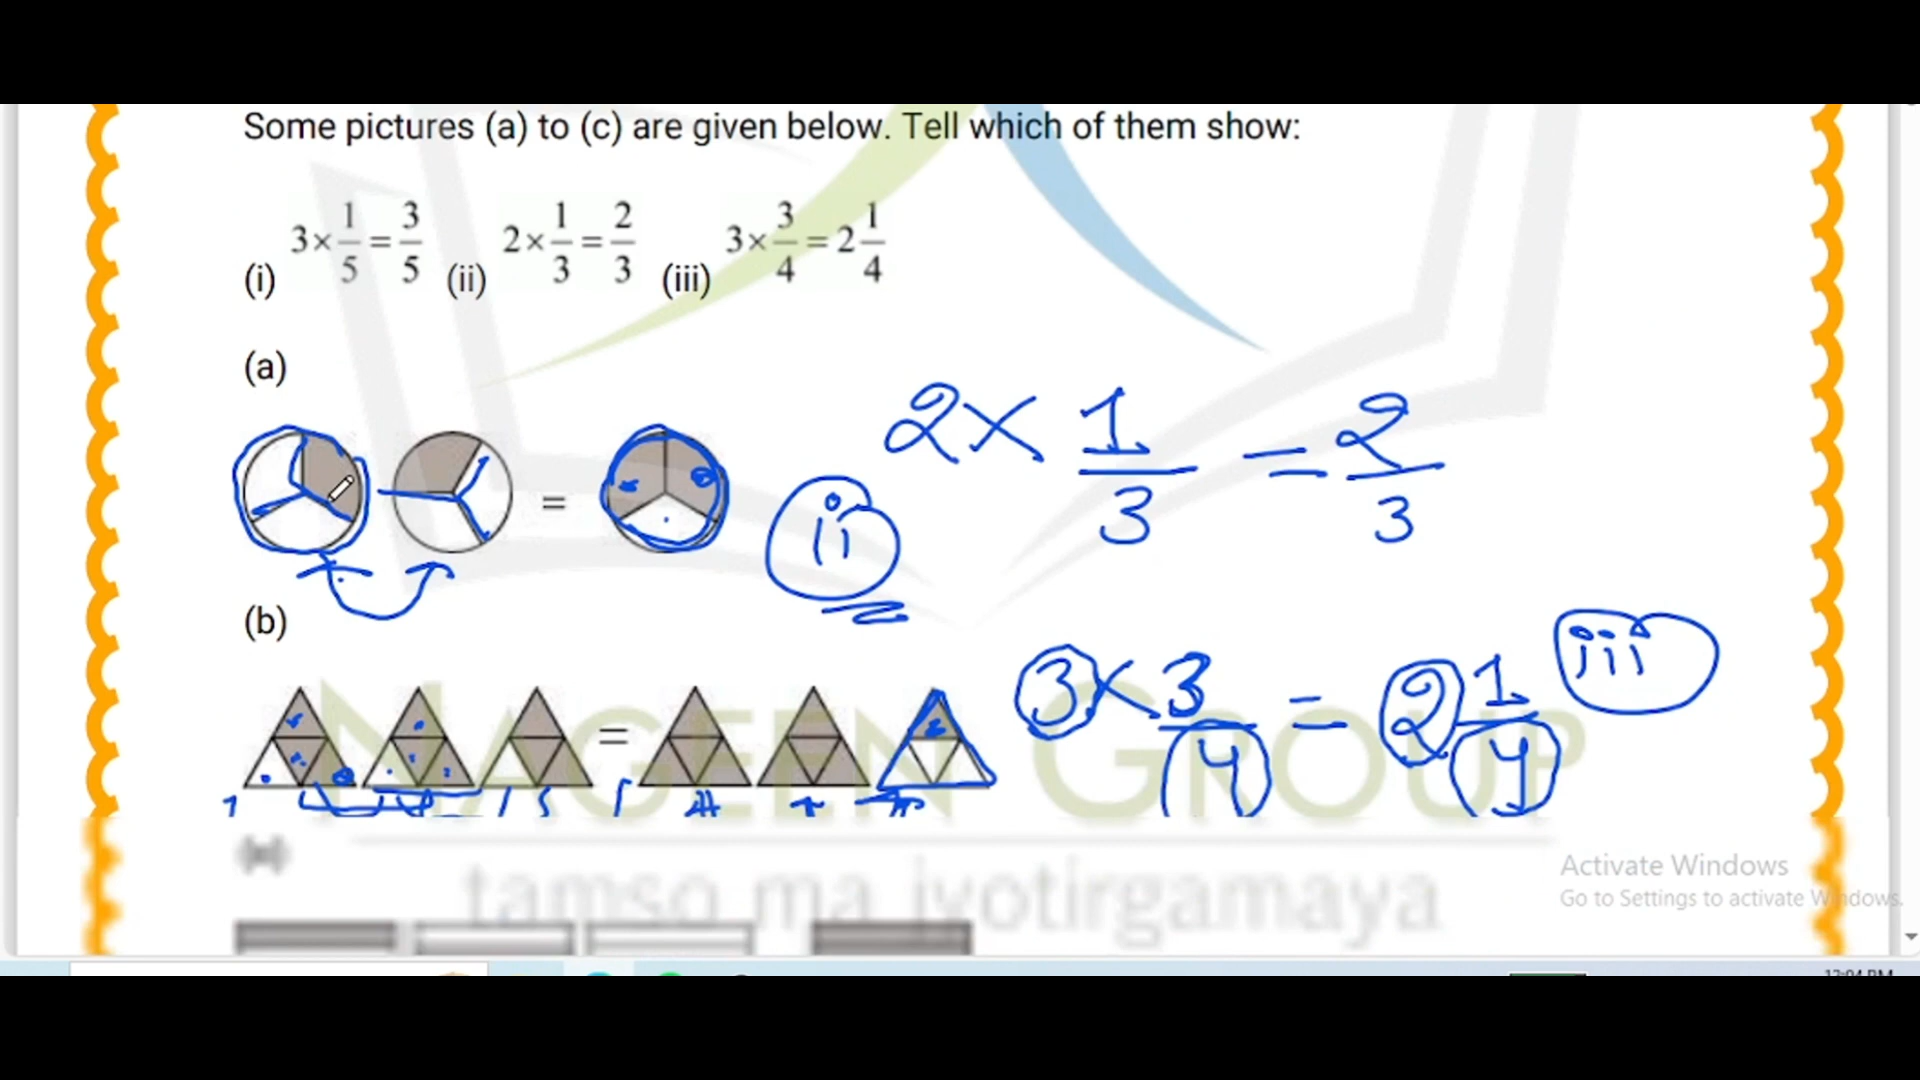 Some pictures (a) to (c) are given below. Tell which of them show:
(i) 3×1/5=3/5 (ii) 2×1/3=2/3 (iii) 3×3/4=2 1/4
(a)
2 × 1/3 = 2/3
=
ii
(b)
iii
3 × 3/4 = 2 1/4
=
NAGEEN GROUP
tamso ma jyotirgamaya
Activate Windows
Go to Settings to activate Windows.